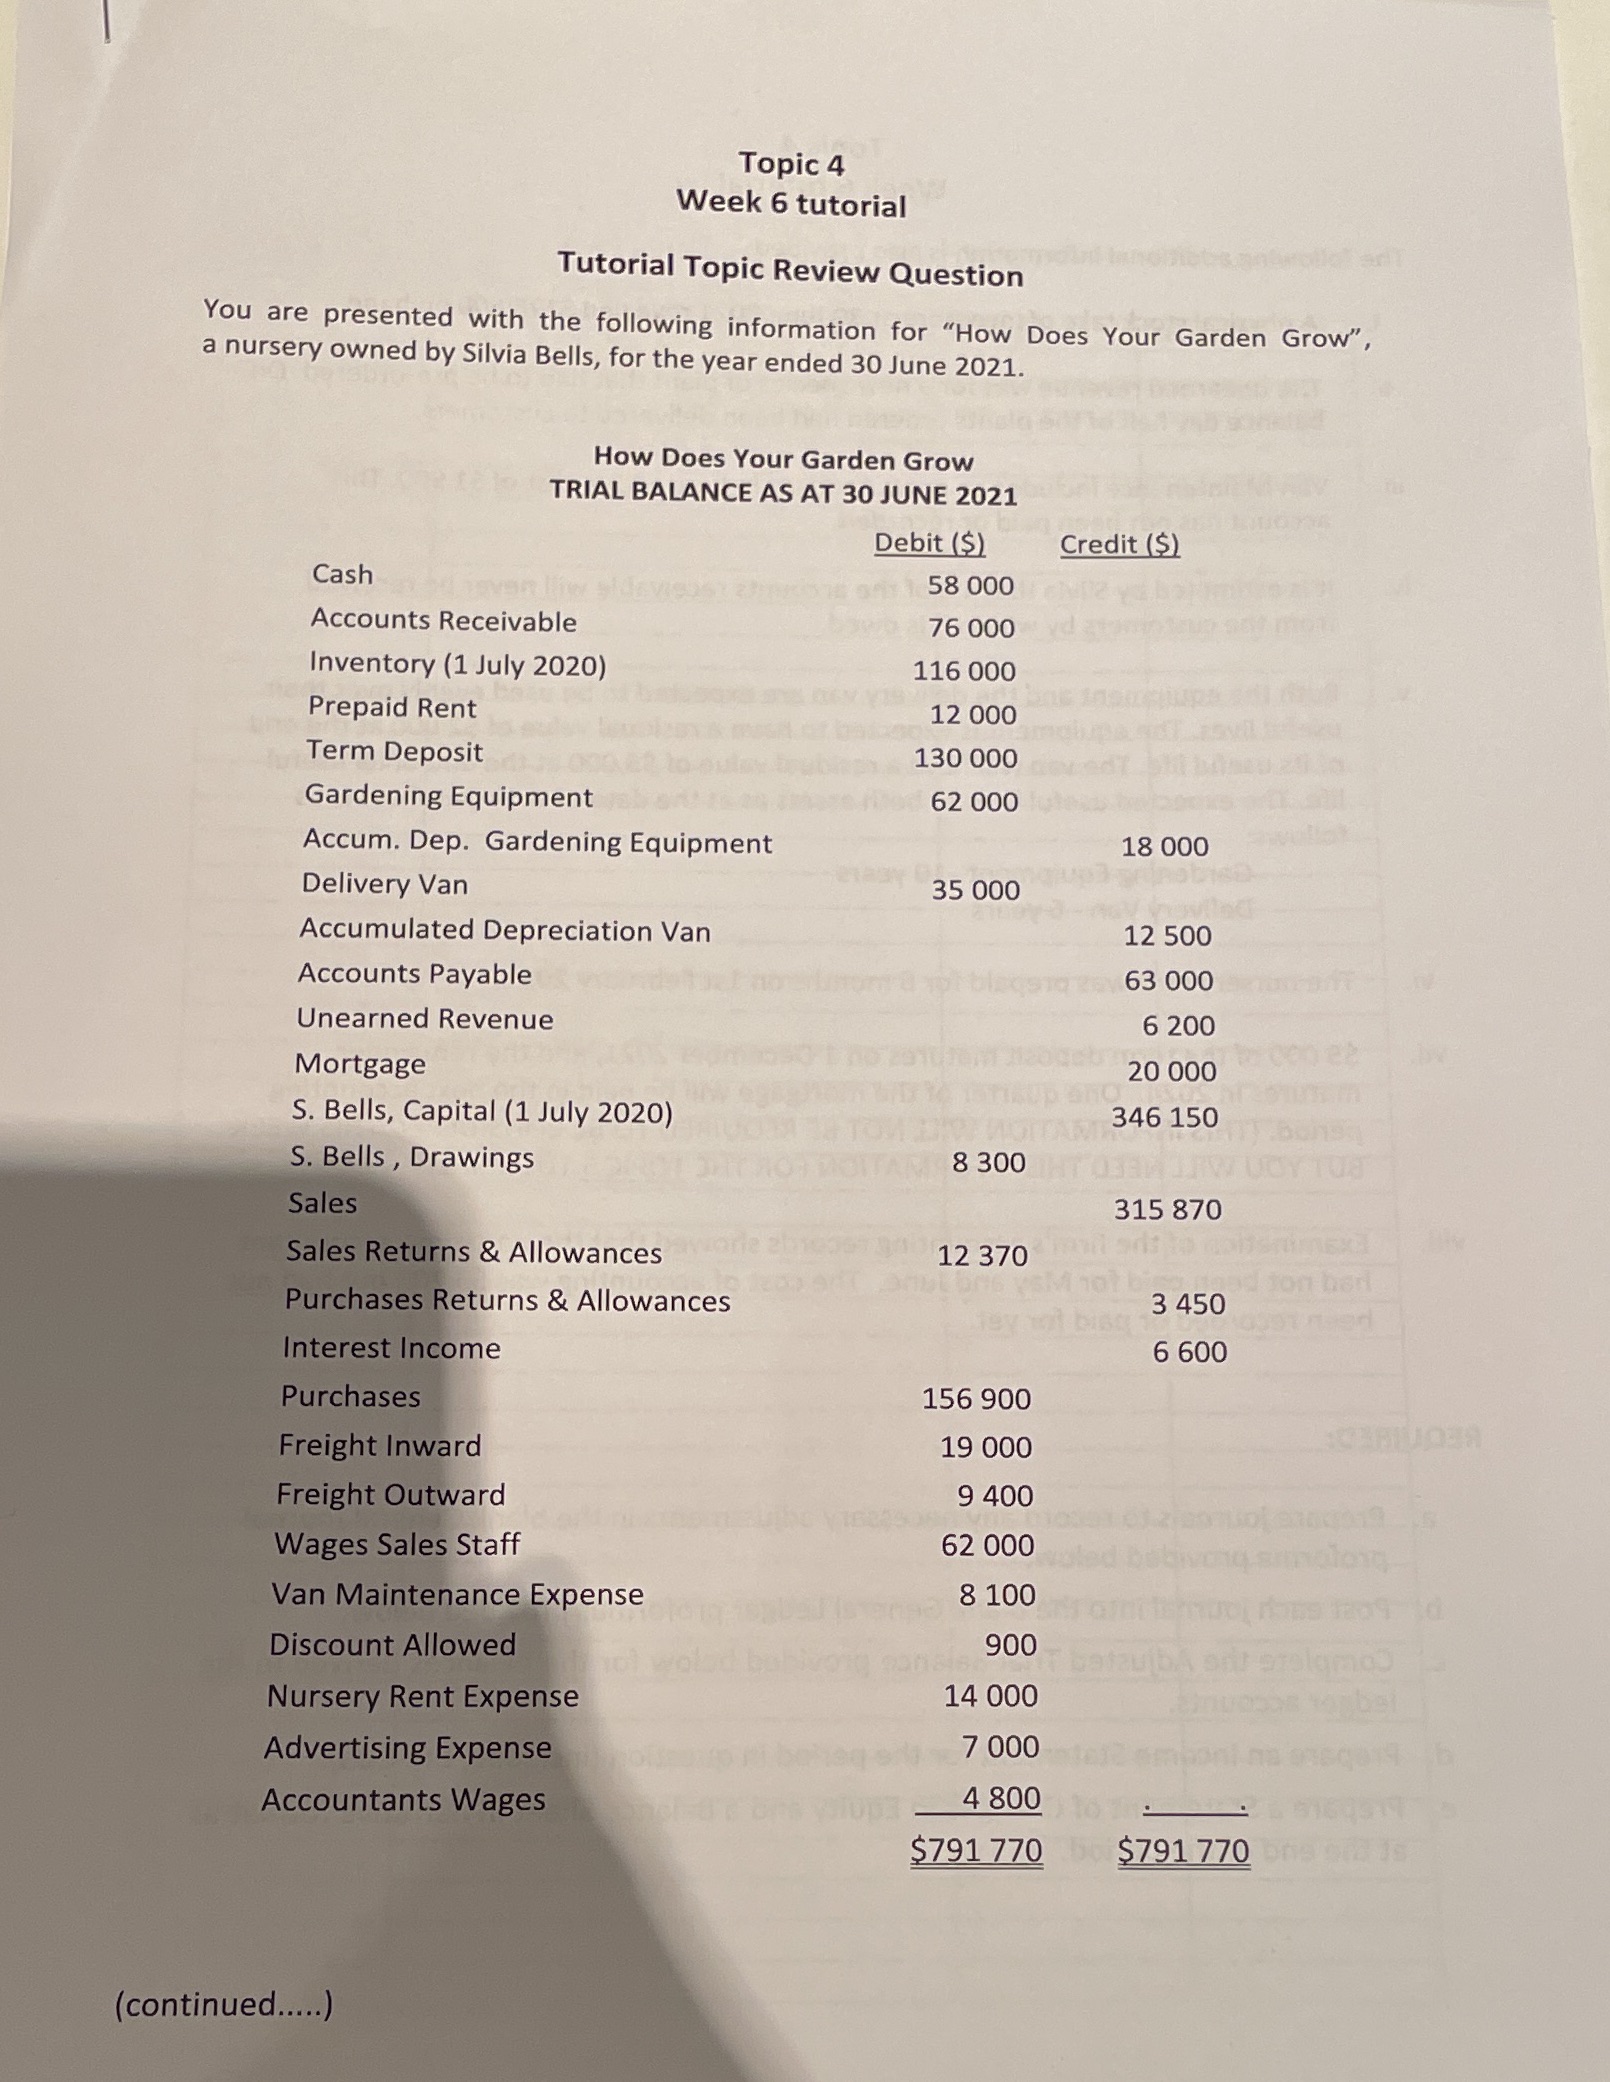 Topic 4
Week 6 tutorial
Tutorial Topic Review Question
You are presented with the following information for “How Does Your Garden Grow”,
a nursery owned by Silvia Bells, for the year ended 30 June 2021.
How Does Your Garden Grow
TRIAL BALANCE AS AT 30 JUNE 2021
Debit ($) Credit ($)
Cash 58 000
Accounts Receivable 76 000
Inventory (1 July 2020) 116 000
Prepaid Rent 12 000
Term Deposit 130 000
Gardening Equipment 62 000
Accum. Dep. Gardening Equipment 18 000
Delivery Van 35 000
Accumulated Depreciation Van 12 500
Accounts Payable 63 000
Unearned Revenue 6 200
Mortgage 20 000
S. Bells, Capital (1 July 2020) 346 150
S. Bells , Drawings 8 300
Sales 315 870
Sales Returns & Allowances 12 370
Purchases Returns & Allowances 3 450
Interest Income 6 600
Purchases 156 900
Freight Inward 19 000
Freight Outward 9 400
Wages Sales Staff 62 000
Van Maintenance Expense 8 100
Discount Allowed 900
Nursery Rent Expense 14 000
Advertising Expense 7 000
Accountants Wages 4 800 . .
$791 770 $791 770
(continued.....)